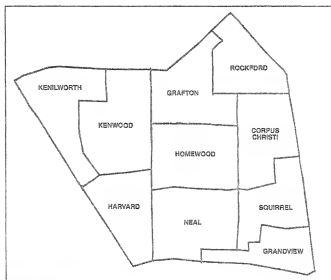 ROCKFORD
KENILWORTH
GRAFTON
KENWOOD
CORPUS
CHRISTI
HOMEWOOD
HARVARD
SQUIRREL
NEAL
GRANDVIEW